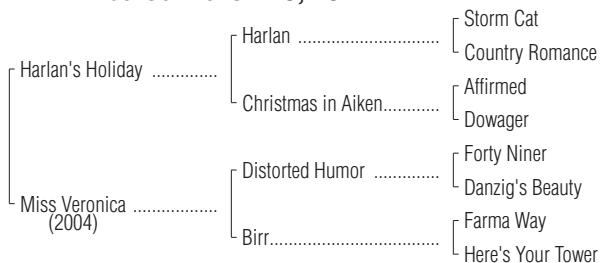 Storm Cat
Harlan ................................
Country Romance
Harlan's Holiday ..............
Affirmed
Christmas in Aiken............
Dowager
Forty Niner
Distorted Humor ..............
Danzig's Beauty
Miss Veronica ..................
(2004)
Farma Way
Birr.......................................
Here's Your Tower